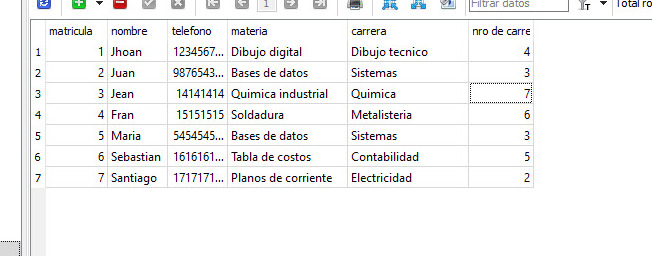 1
Filtrar datos
Total ro
matricula nombre telefono materia carrera nro de carre
1 1 Jhoan 1234567... Dibujo digital Dibujo tecnico 4
2 2 Juan 9876543... Bases de datos Sistemas 3
3 3 Jean 14141414 Quimica industrial Quimica 7
4 4 Fran 15151515 Soldadura Metalisteria 6
5 5 Maria 5454545... Bases de datos Sistemas 3
6 6 Sebastian 1616161... Tabla de costos Contabilidad 5
7 7 Santiago 1717171... Planos de corriente Electricidad 2